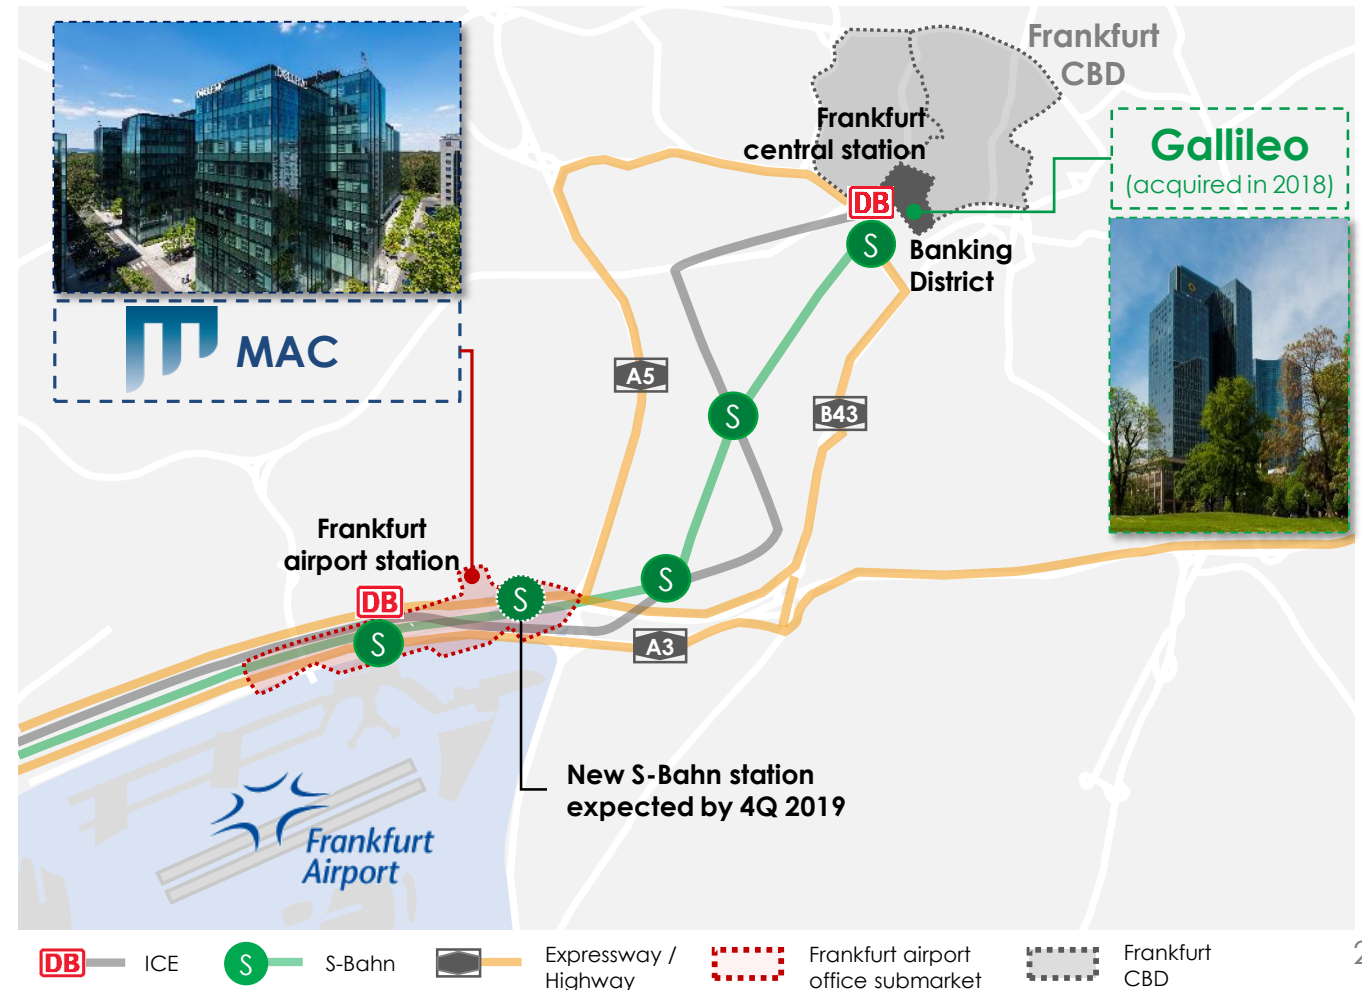 Frankfurt
CBD
Frankfurt
central station
Gallileo
(acquired in 2018)
DB
S
Banking
District
MAC
A5
S
B43
Frankfurt
airport station
S
DB
S
S
A3
New S-Bahn station
expected by 4Q 2019
Frankfurt
Airport
DB
ICE
S
S-Bahn
Expressway /
Highway
Frankfurt airport
office submarket
Frankfurt
CBD
2